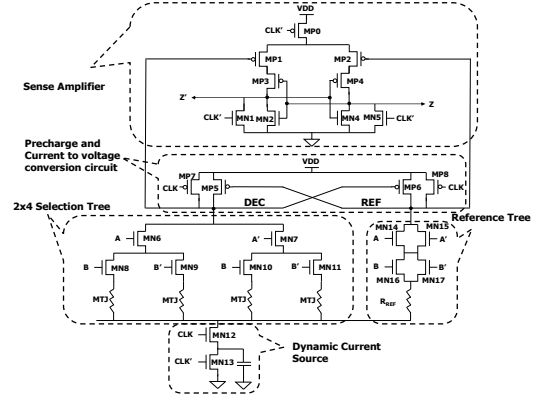 VDD
CLK' MP0
MP1 MP2
MP3 MP4
Sense Amplifier
Z' Z
CLK' MN1 MN2 MN4 MN5 CLK'
Precharge and
Current to voltage
conversion circuit
VDD
MP7 MP8
CLK MP5 MP6 CLK
DEC REF
2x4 Selection Tree
Reference Tree
A MN6 A' MN7
MN14 MN15
A A'
B MN8 B' MN9 B MN10 B' MN11
B B'
MN16 MN17
MTJ MTJ MTJ MTJ
RREF
CLK MN12
CLK' MN13
Dynamic Current
Source